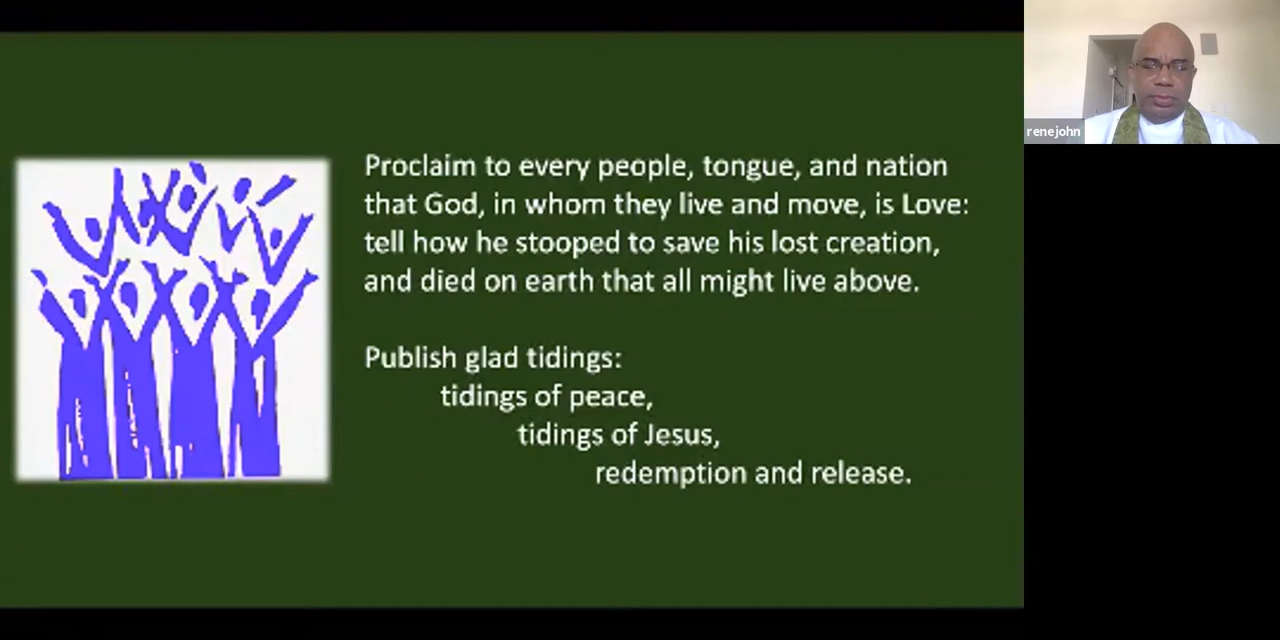 Proclaim to every people, tongue, and nation
that God, in whom they live and move, is Love:
tell how he stooped to save his lost creation,
and died on earth that all might live above.
Publish glad tidings:
tidings of peace,
tidings of Jesus,
redemption and release.
renejohn